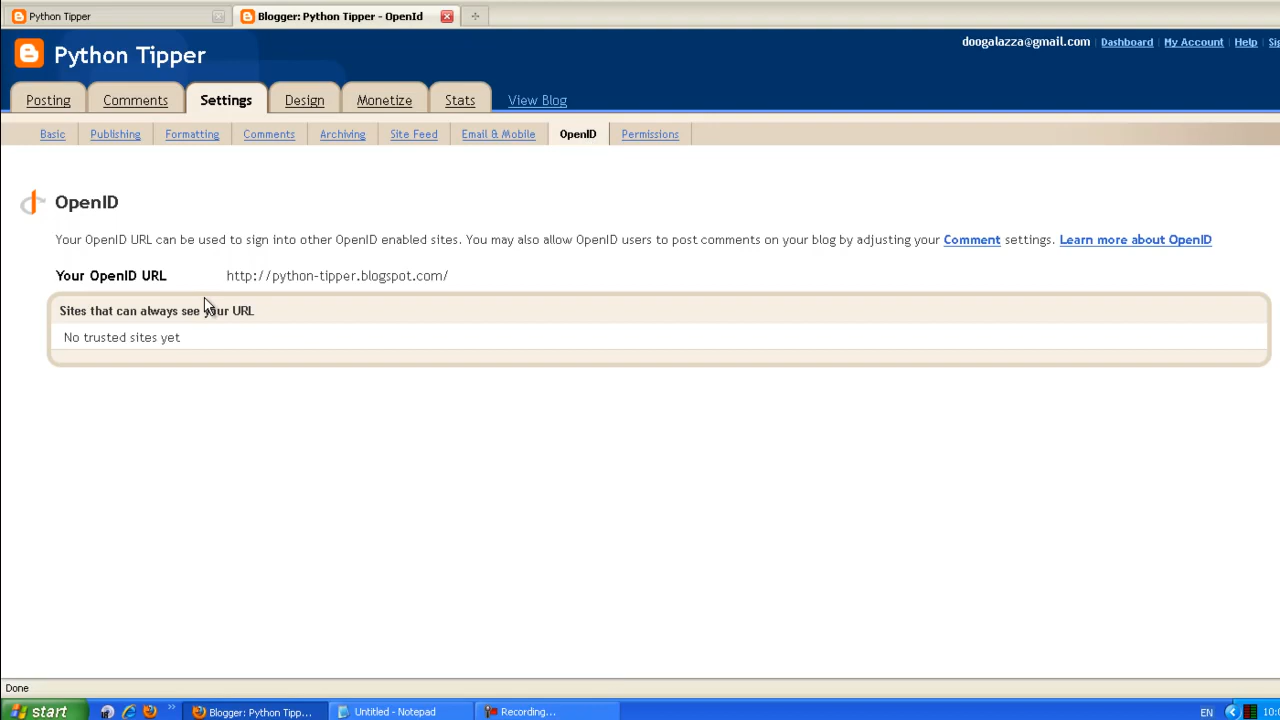 Python Tipper
Blogger: Python Tipper - OpenId
Python Tipper
doogalazza@gmail.com | Dashboard | My Account | Help |
Posting
Comments
Settings
Design
Monetize
Stats
View Blog
Basic
Publishing
Formatting
Comments
Archiving
Site Feed
Email & Mobile
OpenID
Permissions
OpenID
Your OpenID URL can be used to sign into other OpenID enabled sites. You may also allow OpenID users to post comments on your blog by adjusting your Comment settings. Learn more about OpenID
Your OpenID URL http://python-tipper.blogspot.com/
Sites that can always see your URL
No trusted sites yet
Done
start
Blogger: Python Tipp...
Untitled - Notepad
Recording...
EN